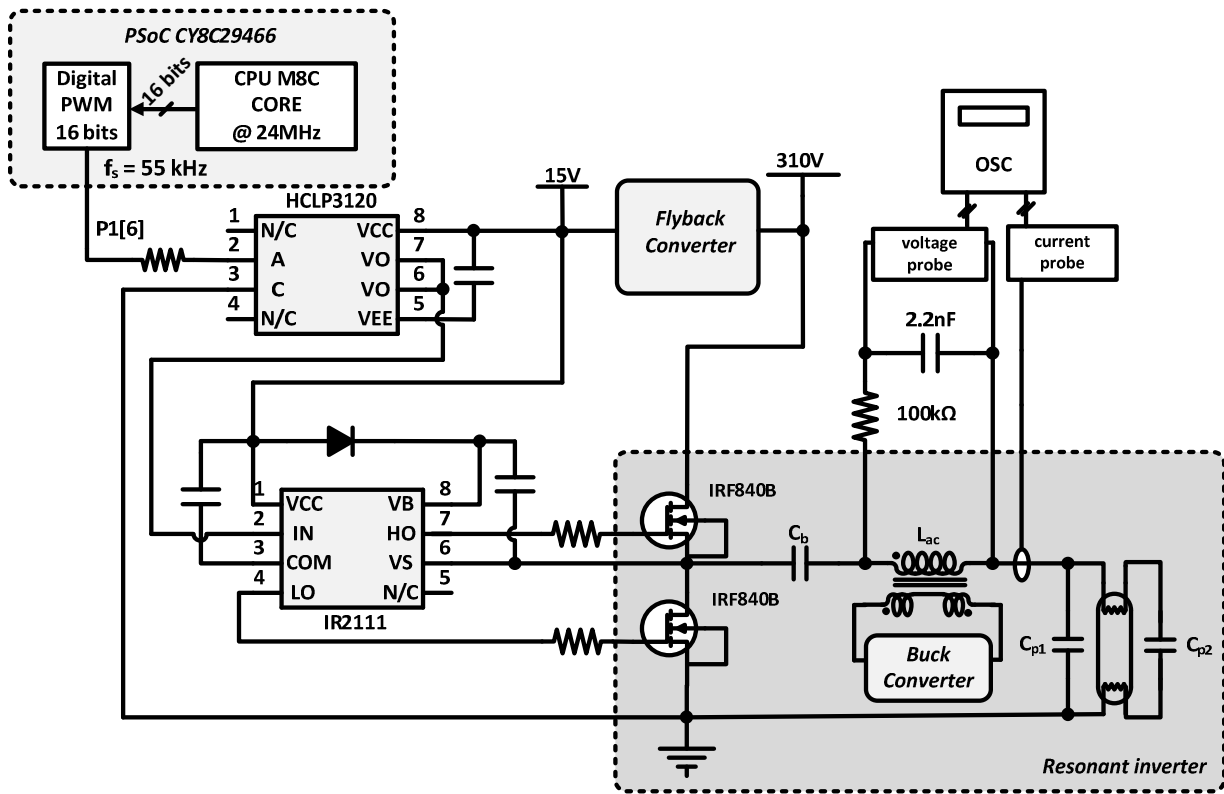 PSoC CY8C29466
Digital
PWM
16 bits
16 bits
CPU M8C
CORE
@ 24MHz
fs = 55 kHz
P1[6]
HCLP3120
1
2
3
4
N/C
A
C
N/C
VCC
VO
VO
VEE
8
7
6
5
15V
Flyback
Converter
310V
OSC
voltage
probe
current
probe
2.2nF
100kΩ
1
2
3
4
VCC
IN
COM
LO
VB
HO
VS
N/C
8
7
6
5
IR2111
IRF840B
IRF840B
Cb
Lac
Buck
Converter
Cp1
Cp2
Resonant inverter